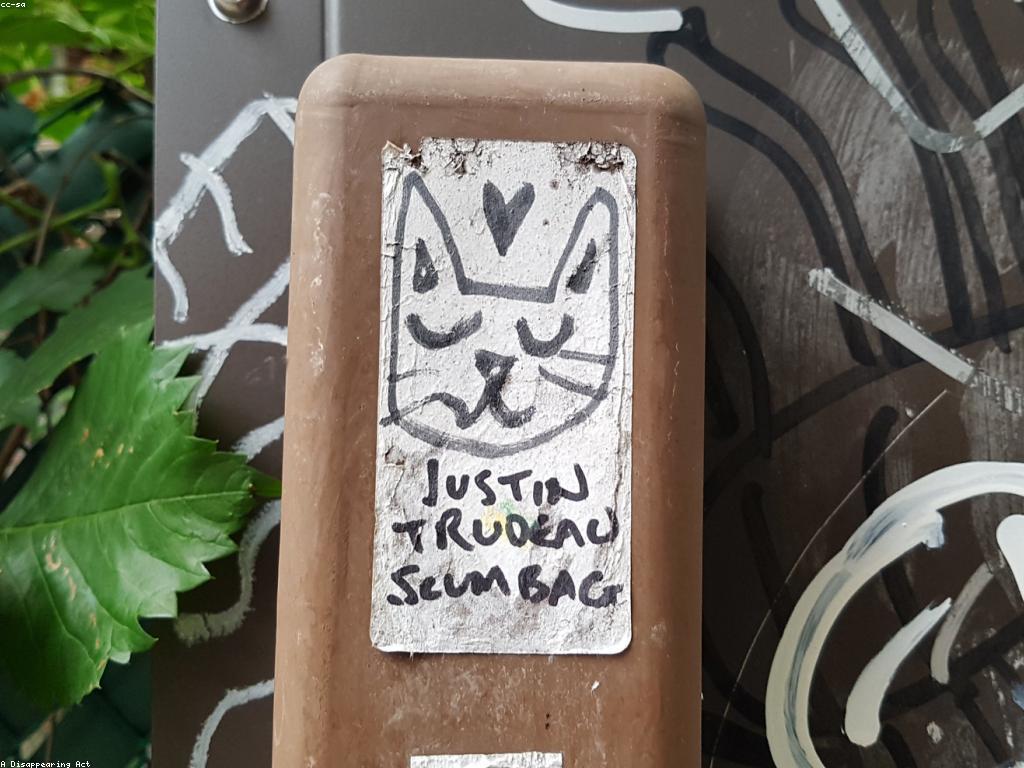 cc-sa
JUSTIN
TRUDEAU
SCUMBAG
A Disappearing Act